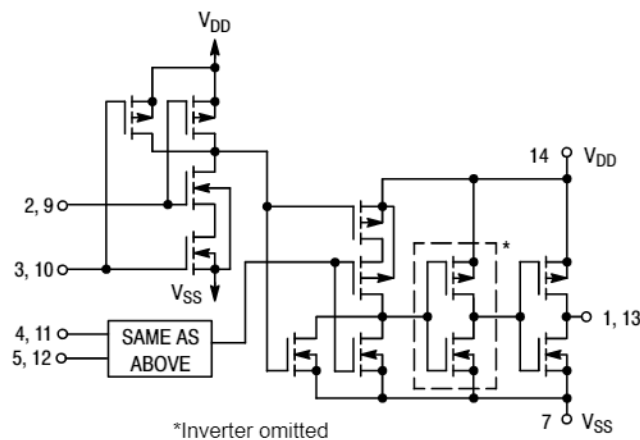 VDD
2, 9
3, 10
VSS
4, 11
5, 12
SAME AS
ABOVE
14
VDD
*
1, 13
7
VSS
*Inverter omitted